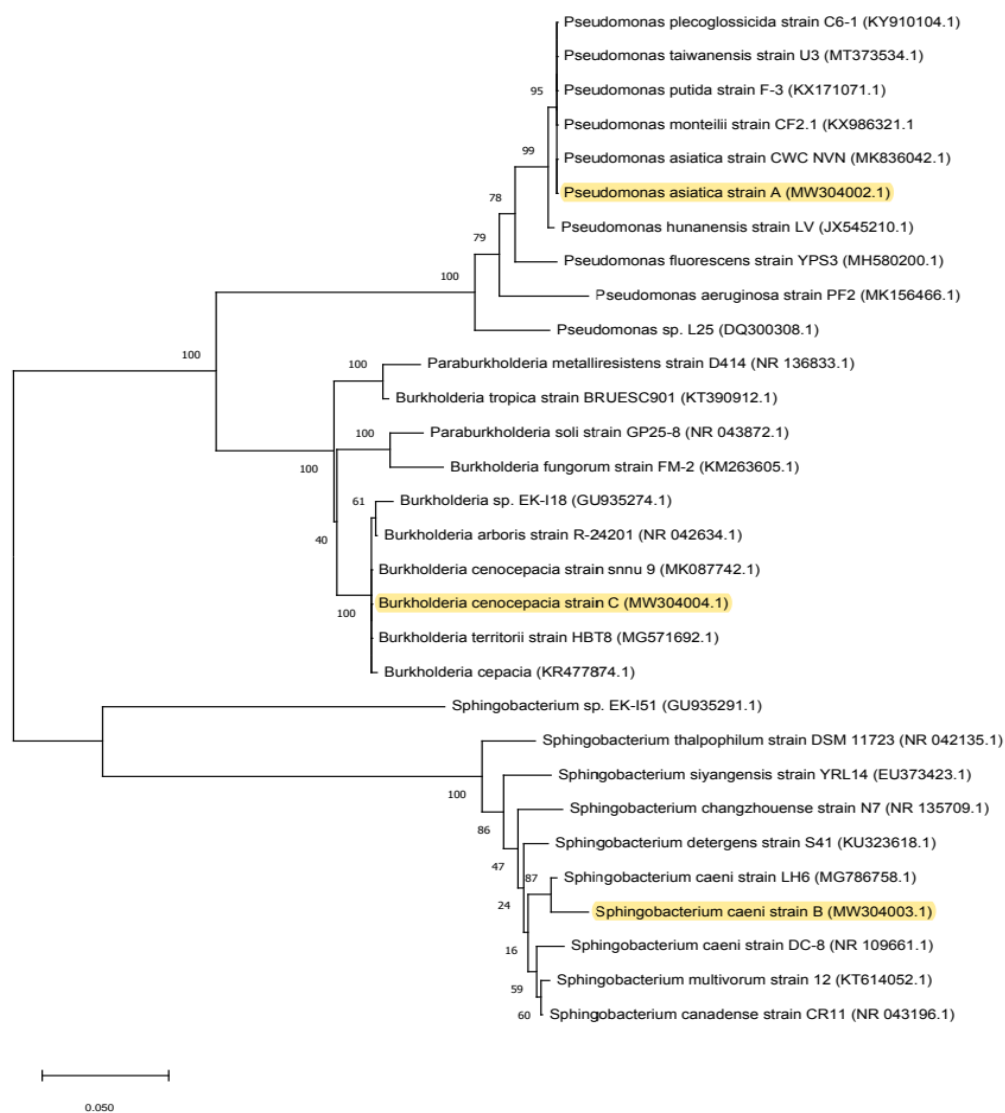 Pseudomonas plecoglossicida strain C6-1 (KY910104.1)
Pseudomonas taiwanensis strain U3 (MT373534.1)
Pseudomonas putida strain F-3 (KX171071.1)
95
Pseudomonas monteilii strain CF2.1 (KX986321.1
99
Pseudomonas asiatica strain CWC NVN (MK836042.1)
Pseudomonas asiatica strain A (MW304002.1)
78
Pseudomonas hunanensis strain LV (JX545210.1)
79
Pseudomonas fluorescens strain YPS3 (MH580200.1)
100
Pseudomonas aeruginosa strain PF2 (MK156466.1)
Pseudomonas sp. L25 (DQ300308.1)
100
100
Paraburkholderia metalliresistens strain D414 (NR 136833.1)
Burkholderia tropica strain BRUESC901 (KT390912.1)
100
Paraburkholderia soli strain GP25-8 (NR 043872.1)
100
Burkholderia fungorum strain FM-2 (KM263605.1)
61
Burkholderia sp. EK-I18 (GU935274.1)
40
Burkholderia arboris strain R-24201 (NR 042634.1)
Burkholderia cenocepacia strain snnu 9 (MK087742.1)
Burkholderia cenocepacia strain C (MW304004.1)
100
Burkholderia territorii strain HBT8 (MG571692.1)
Burkholderia cepacia (KR477874.1)
Sphingobacterium sp. EK-I51 (GU935291.1)
Sphingobacterium thalpophilum strain DSM 11723 (NR 042135.1)
Sphingobacterium siyangensis strain YRL14 (EU373423.1)
100
Sphingobacterium changzhouense strain N7 (NR 135709.1)
86
Sphingobacterium detergens strain S41 (KU323618.1)
47
87
Sphingobacterium caeni strain LH6 (MG786758.1)
24
Sphingobacterium caeni strain B (MW304003.1)
Sphingobacterium caeni strain DC-8 (NR 109661.1)
16
Sphingobacterium multivorum strain 12 (KT614052.1)
59
60
Sphingobacterium canadense strain CR11 (NR 043196.1)
0.050